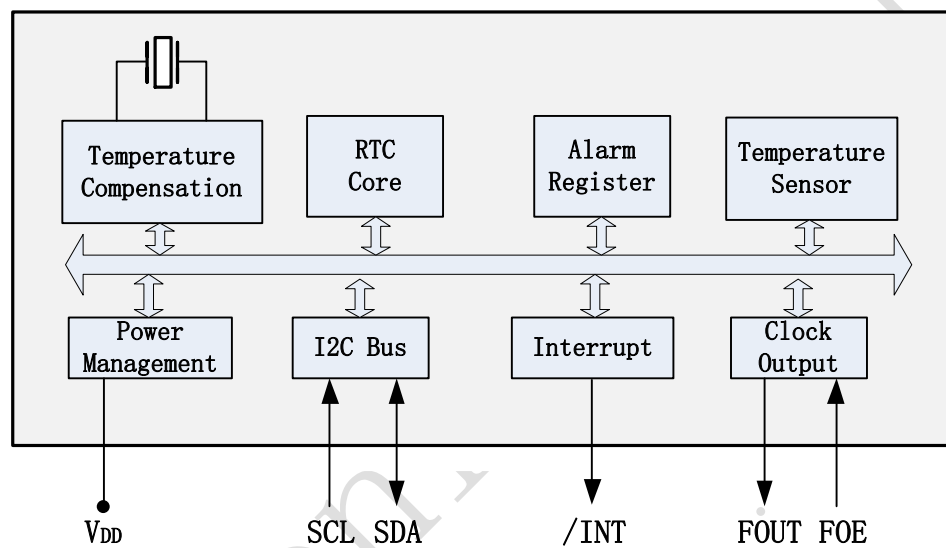 Temperature
Compensation
RTC
Core
Alarm
Register
Temperature
Sensor
Power
Management
I2C Bus
Interrupt
Clock
Output
VDD
SCL SDA
/INT
FOUT FOE